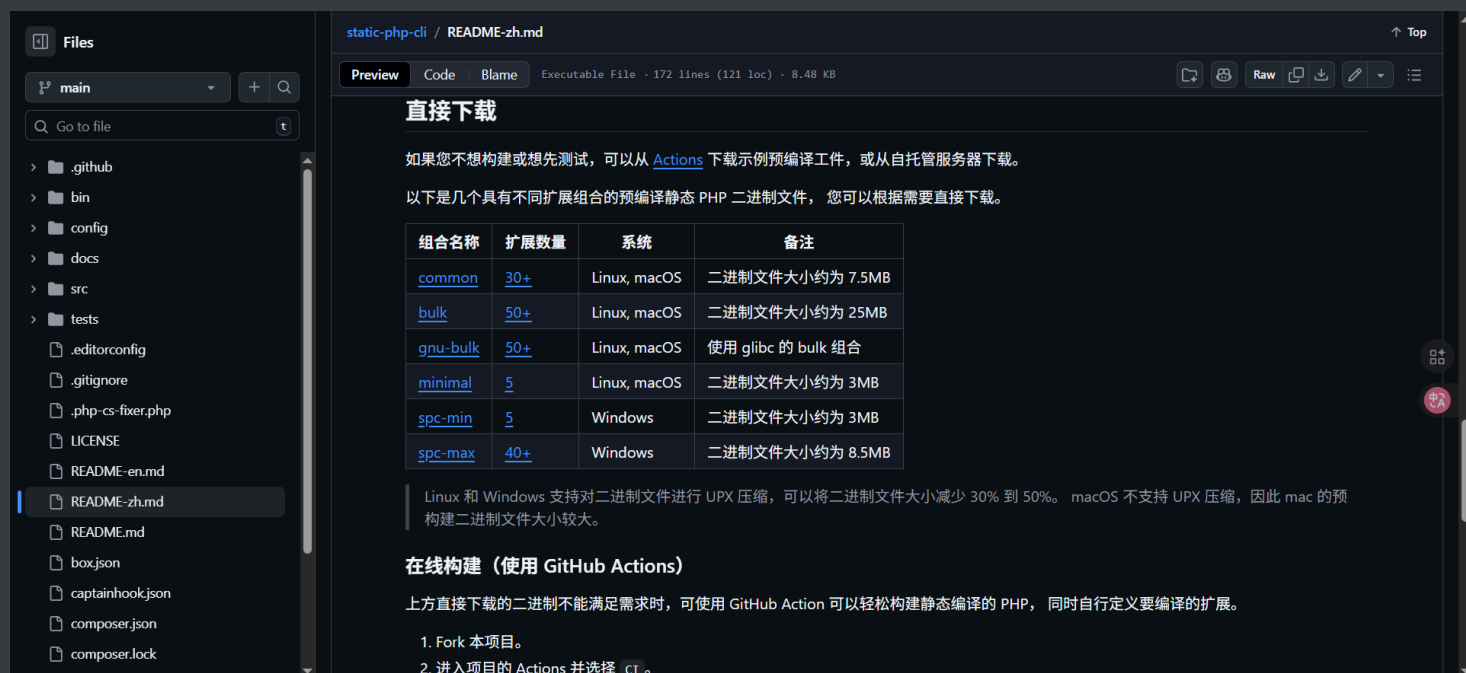 Files
main
Go to file
t
.github
bin
config
docs
src
tests
.editorconfig
.gitignore
.php-cs-fixer.php
LICENSE
README-en.md
README-zh.md
README.md
box.json
captainhook.json
composer.json
composer.lock
static-php-cli / README-zh.md
Top
Preview Code Blame Executable File · 172 lines (121 loc) · 8.48 KB Raw
直接下载
如果您不想构建或想先测试，可以从 Actions 下载示例预编译工件，或从自托管服务器下载。
以下是几个具有不同扩展组合的预编译静态 PHP 二进制文件， 您可以根据需要直接下载。
组合名称 扩展数量 系统 备注
common 30+ Linux, macOS 二进制文件大小约为 7.5MB
bulk 50+ Linux, macOS 二进制文件大小约为 25MB
gnu-bulk 50+ Linux, macOS 使用 glibc 的 bulk 组合
minimal 5 Linux, macOS 二进制文件大小约为 3MB
spc-min 5 Windows 二进制文件大小约为 3MB
spc-max 40+ Windows 二进制文件大小约为 8.5MB
Linux 和 Windows 支持对二进制文件进行 UPX 压缩，可以将二进制文件大小减少 30% 到 50%。 macOS 不支持 UPX 压缩，因此 mac 的预
构建二进制文件大小较大。
在线构建（使用 GitHub Actions）
上方直接下载的二进制不能满足需求时，可使用 GitHub Action 可以轻松构建静态编译的 PHP， 同时自行定义要编译的扩展。
1. Fork 本项目。
2. 进入项目的 Actions 并选择 CI 。